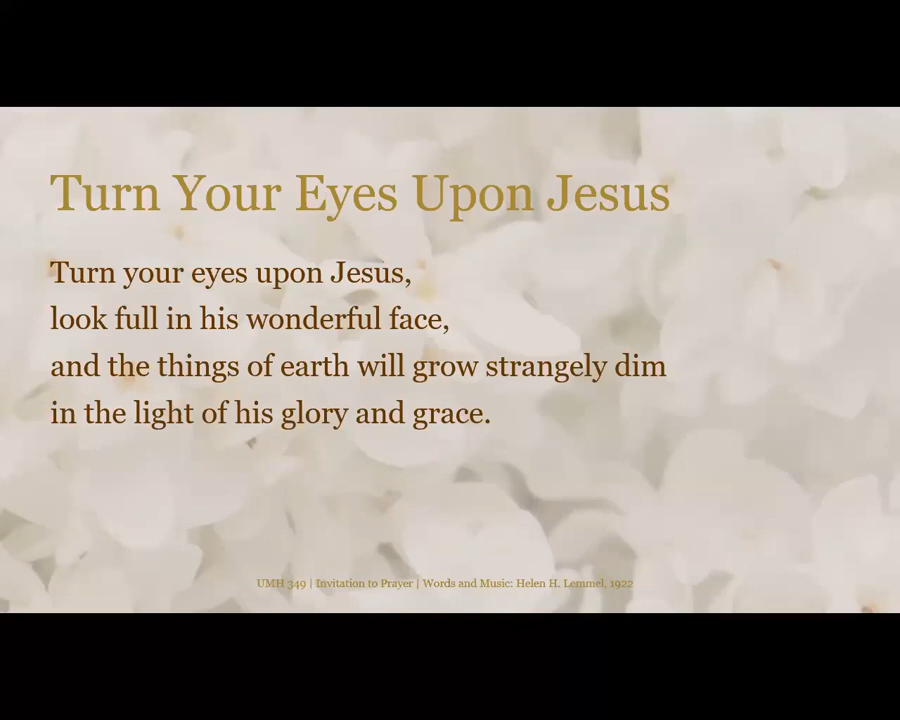 Turn Your Eyes Upon Jesus
Turn your eyes upon Jesus,
look full in his wonderful face,
and the things of earth will grow strangely dim
in the light of his glory and grace.
UMH 349 | Invitation to Prayer | Words and Music: Helen H. Lemmel, 1922